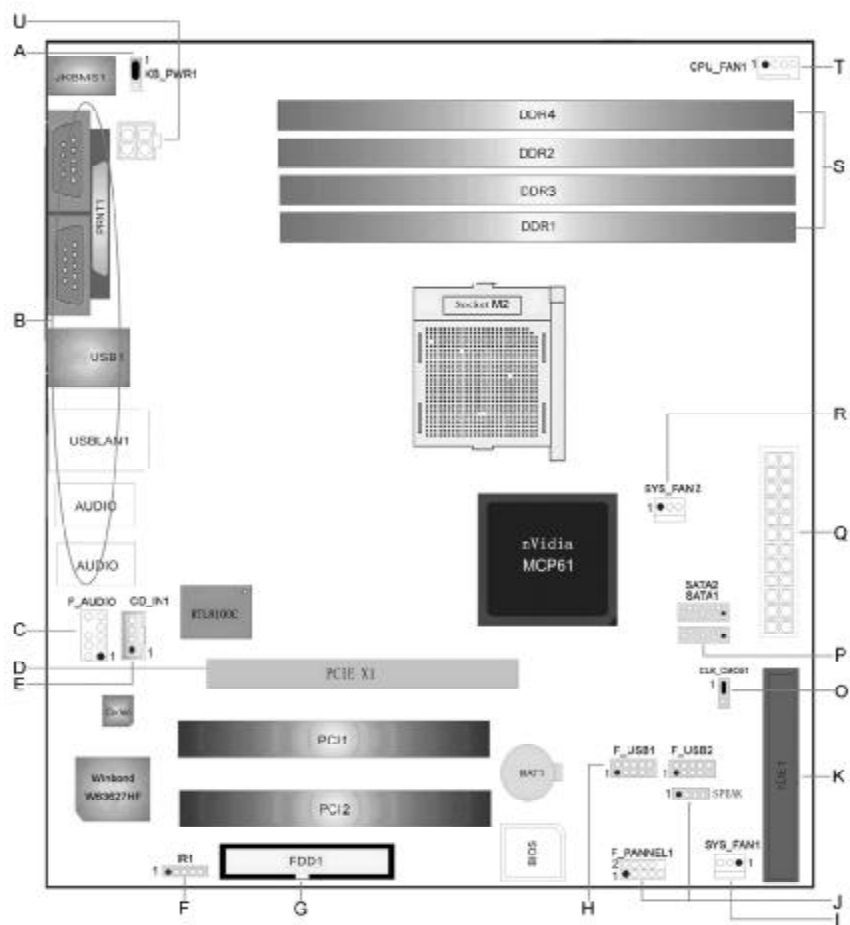 U
A
1
KB_PWR1
JKBMS1
CPU_FAN1 1
T
DDR4
DDR2
S
DDR3
PRNT1
DDR1
Socket M2
B
USB1
R
USBLAN1
SYS_FAN2
1
AUDIO
nVidia
MCP61
Q
AUDIO
SATA2
SATA1
F_AUDIO
CD_IN1
RTL8100C
C
1
1
P
D
PCIE X1
CLR_CMOS1
E
1
O
PCI1
F_USB1
F_USB2
BAT1
1
1
K
Winbond
W83627HF
1
SPEAK
PCI2
BIOS
IR1
FDD1
F_PANNEL1
SYS_FAN1
1
2
1
1
F
G
H
J
I